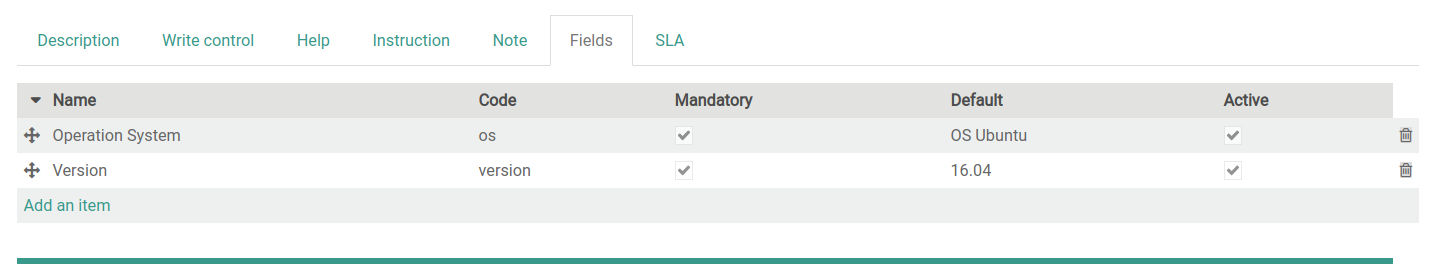 Description Write control Help Instruction Note Fields SLA
Name Code Mandatory Default Active
Operation System os OS Ubuntu
Version version 16.04
Add an item